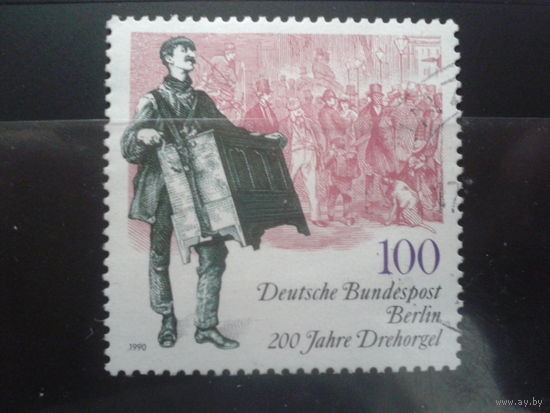 100
Deutsche Bundespost
Berlin
200 Jahre Drehorgel
1990
www.ay.by